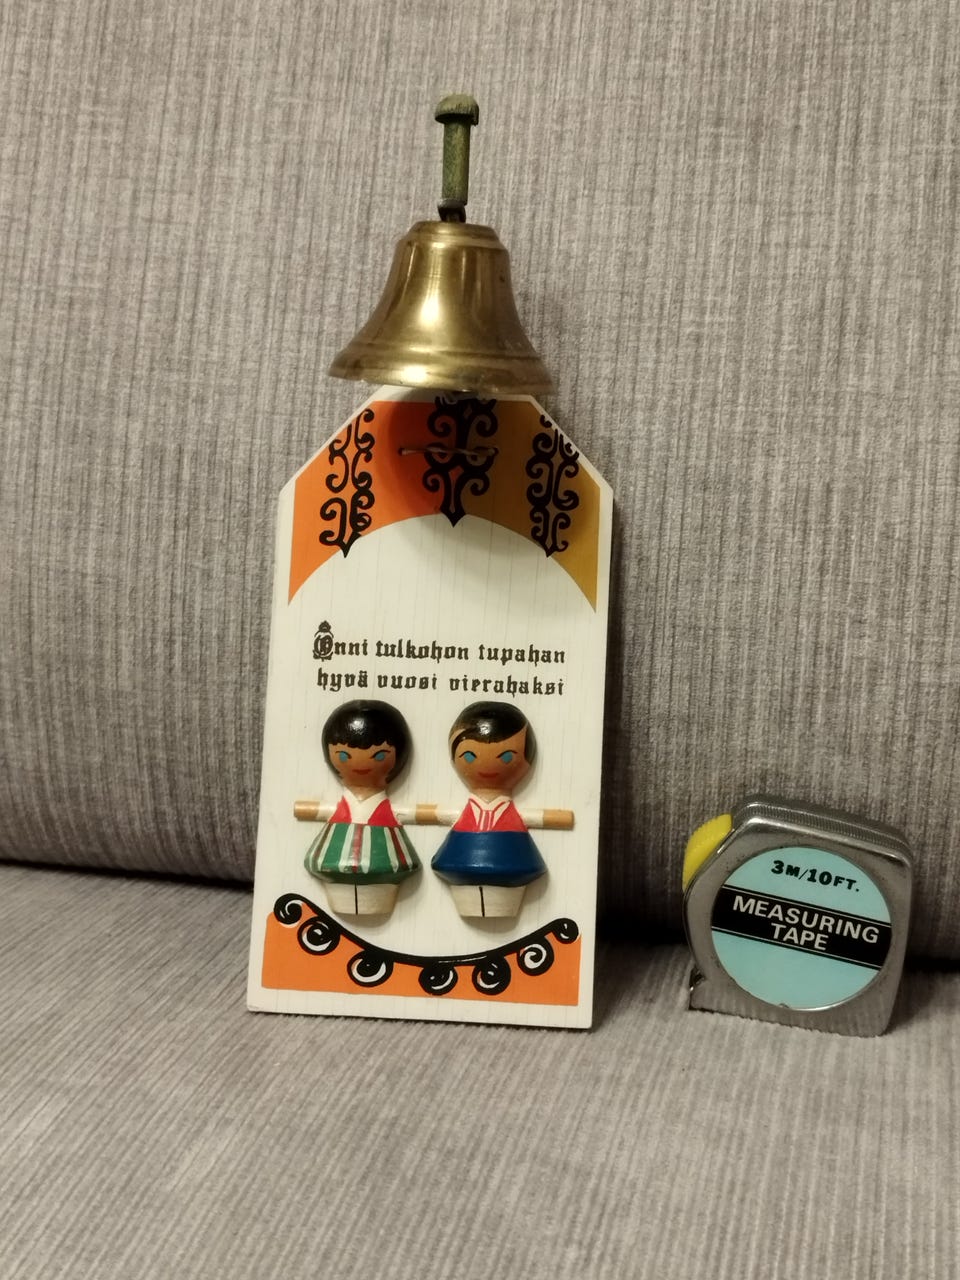 Onni tulkohon tupahan
hyvä vuosi vierahaksi
3M/10FT.
MEASURING
TAPE